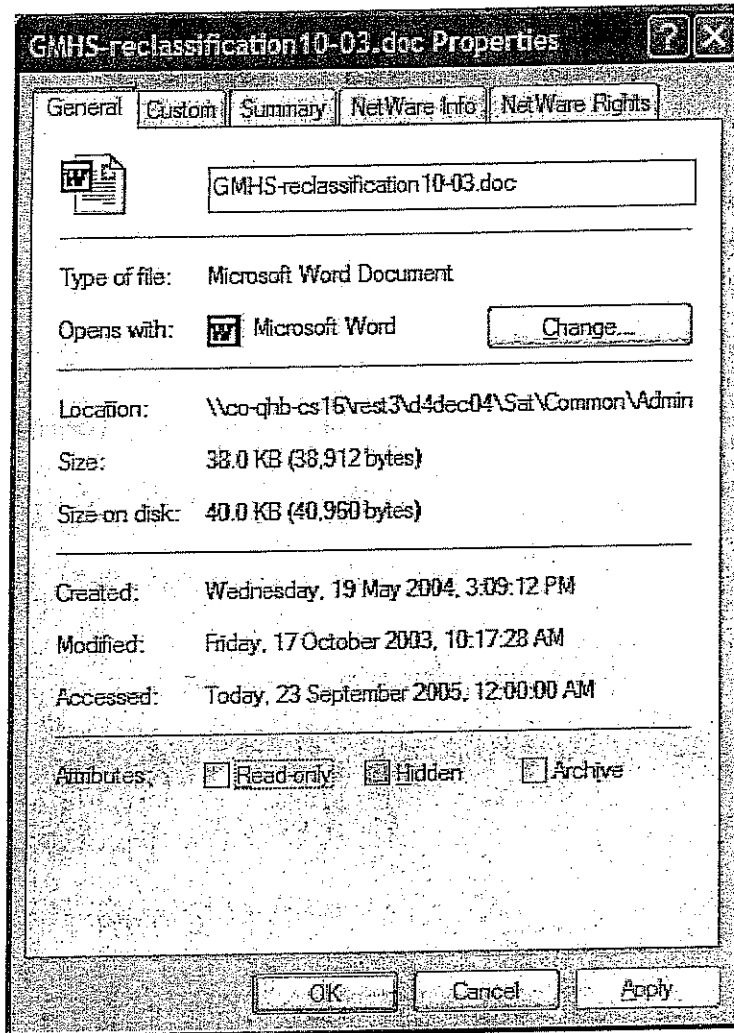 GMHS-reclassification10-03.doc Properties
General Custom Summary NetWare Info NetWare Rights
GMHS-reclassification10-03.doc
Type of file: Microsoft Word Document
Opens with: Microsoft Word Change...
Location: \\co-qhb-cs16\rest3\d4dec04\Sat\Common\Admin
Size: 38.0 KB (38,912 bytes)
Size on disk: 40.0 KB (40,960 bytes)
Created: Wednesday, 19 May 2004, 3:09:12 PM
Modified: Friday, 17 October 2003, 10:17:28 AM
Accessed: Today, 23 September 2005, 12:00:00 AM
Attributes: Read-only Hidden Archive
OK Cancel Apply